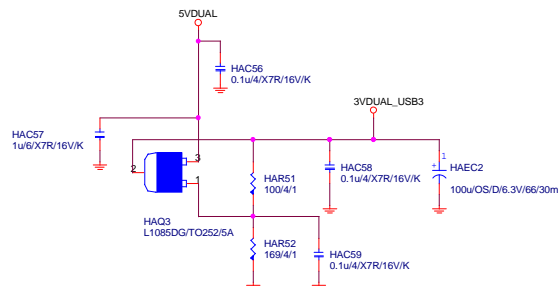 5VDUAL
HAC56
0.1u/4/X7R/16V/K
3VDUAL_USB3
HAC57
1u/6/X7R/16V/K
2
3
1
HAQ3
L1085DG/TO252/5A
HAR51
100/4/1
HAC58
0.1u/4/X7R/16V/K
1
+
HAEC2
100u/OS/D/6.3V/66/30m
HAR52
169/4/1
HAC59
0.1u/4/X7R/16V/K